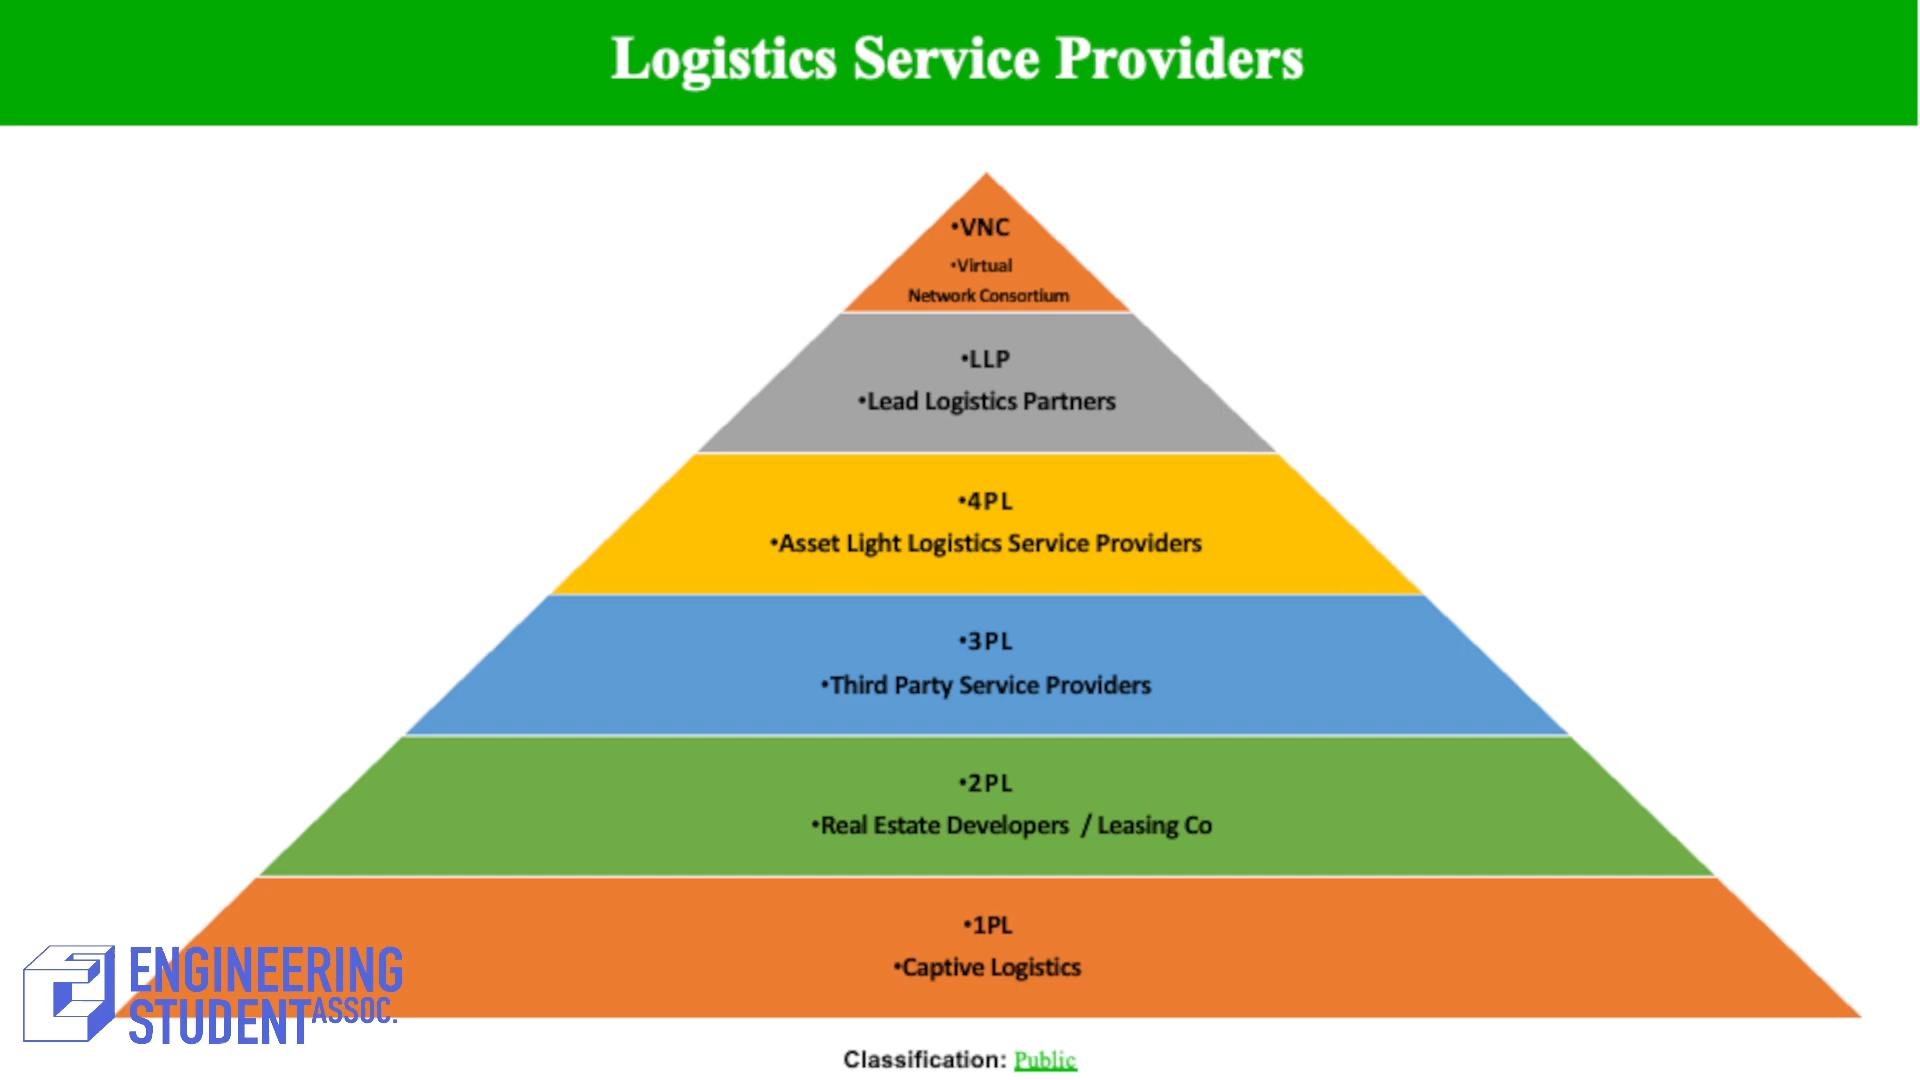 Logistics Service Providers
•VNC
•Virtual
Network Consortium
•LLP
•Lead Logistics Partners
•4PL
•Asset Light Logistics Service Providers
•3PL
•Third Party Service Providers
•2PL
•Real Estate Developers / Leasing Co
•1PL
•Captive Logistics
ENGINEERING
STUDENT ASSOC.
Classification: Public